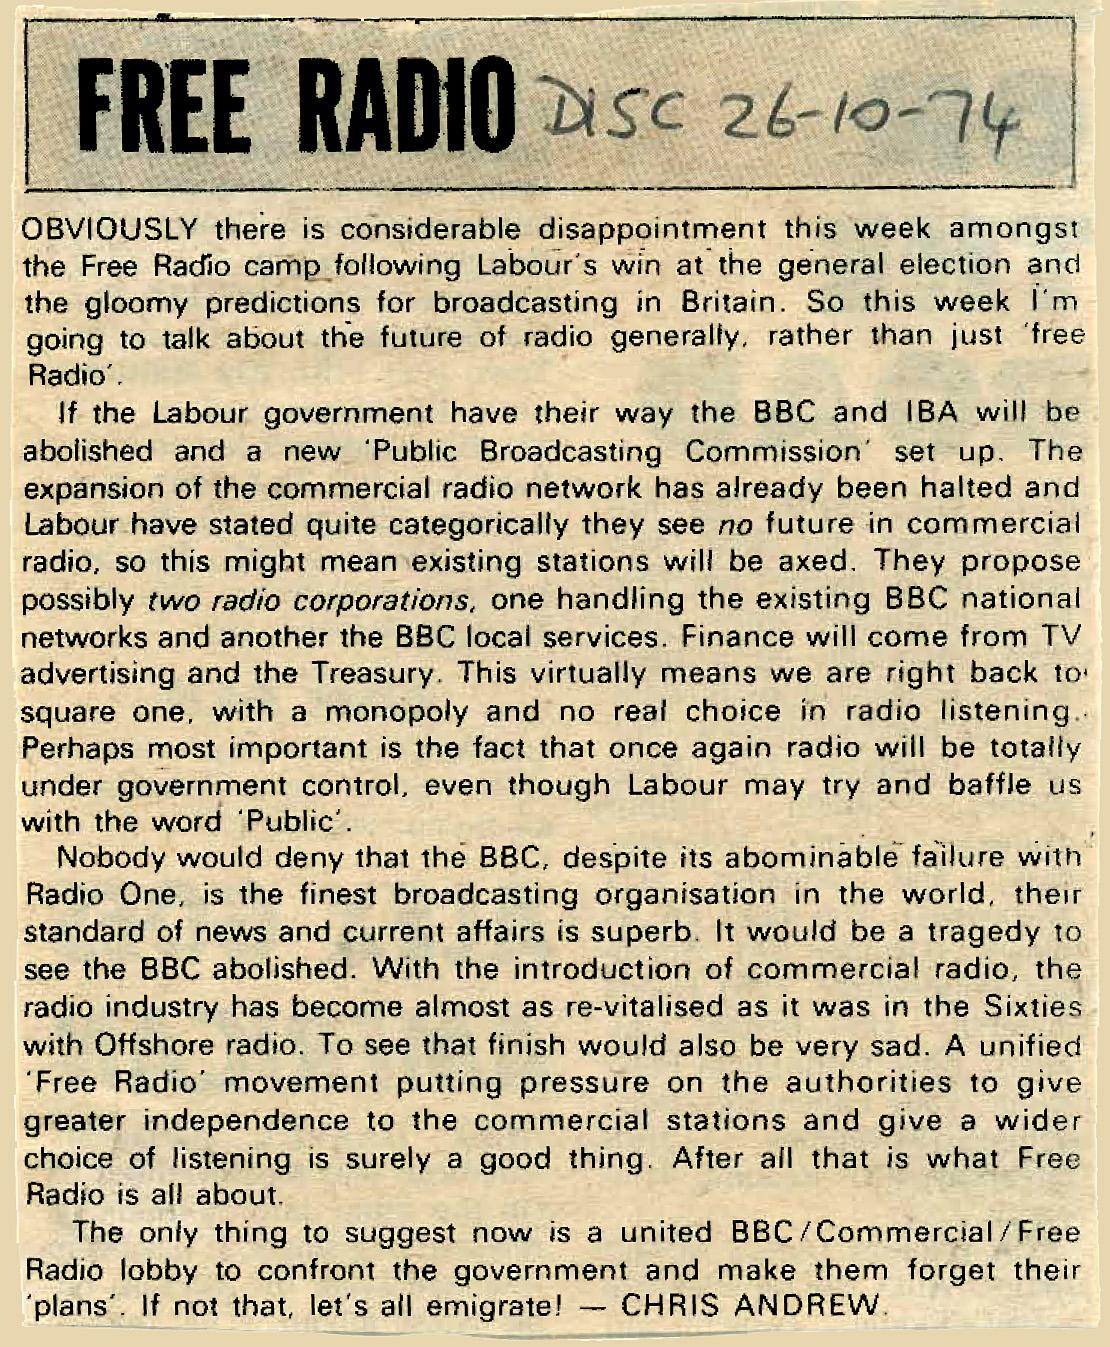 FREE RADIO DISC 26-10-74
OBVIOUSLY there is considerable disappointment this week amongst
the Free Radio camp following Labour's win at the general election and
the gloomy predictions for broadcasting in Britain. So this week I'm
going to talk about the future of radio generally, rather than just 'free
Radio'.
If the Labour government have their way the BBC and IBA will be
abolished and a new 'Public Broadcasting Commission' set up. The
expansion of the commercial radio network has already been halted and
Labour have stated quite categorically they see no future in commercial
radio, so this might mean existing stations will be axed. They propose
possibly two radio corporations, one handling the existing BBC national
networks and another the BBC local services. Finance will come from TV
advertising and the Treasury. This virtually means we are right back to
square one, with a monopoly and no real choice in radio listening.
Perhaps most important is the fact that once again radio will be totally
under government control, even though Labour may try and baffle us
with the word 'Public'.
Nobody would deny that the BBC, despite its abominable failure with
Radio One, is the finest broadcasting organisation in the world, their
standard of news and current affairs is superb. It would be a tragedy to
see the BBC abolished. With the introduction of commercial radio, the
radio industry has become almost as re-vitalised as it was in the Sixties
with Offshore radio. To see that finish would also be very sad. A unified
'Free Radio' movement putting pressure on the authorities to give
greater independence to the commercial stations and give a wider
choice of listening is surely a good thing. After all that is what Free
Radio is all about.
The only thing to suggest now is a united BBC/Commercial/Free
Radio lobby to confront the government and make them forget their
'plans'. If not that, let's all emigrate! — CHRIS ANDREW.